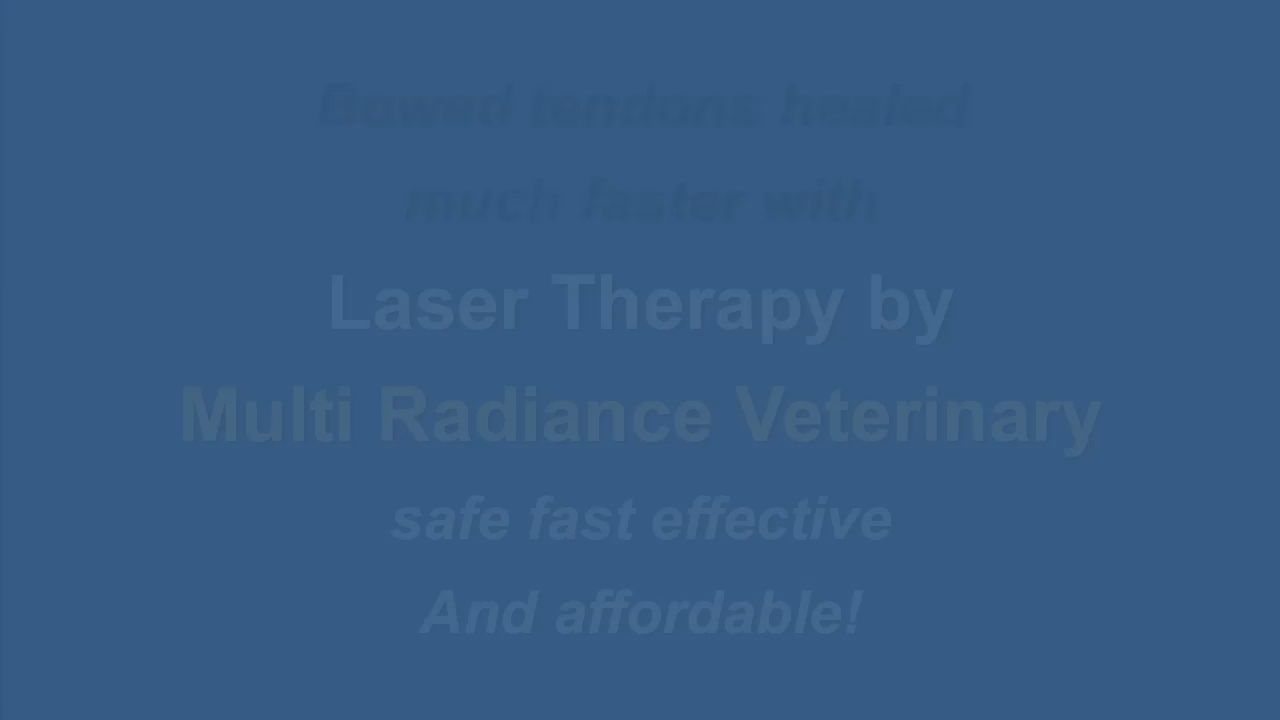 Bowed tendons healed
much faster with
Laser Therapy by
Multi Radiance Veterinary
safe fast effective
And affordable!